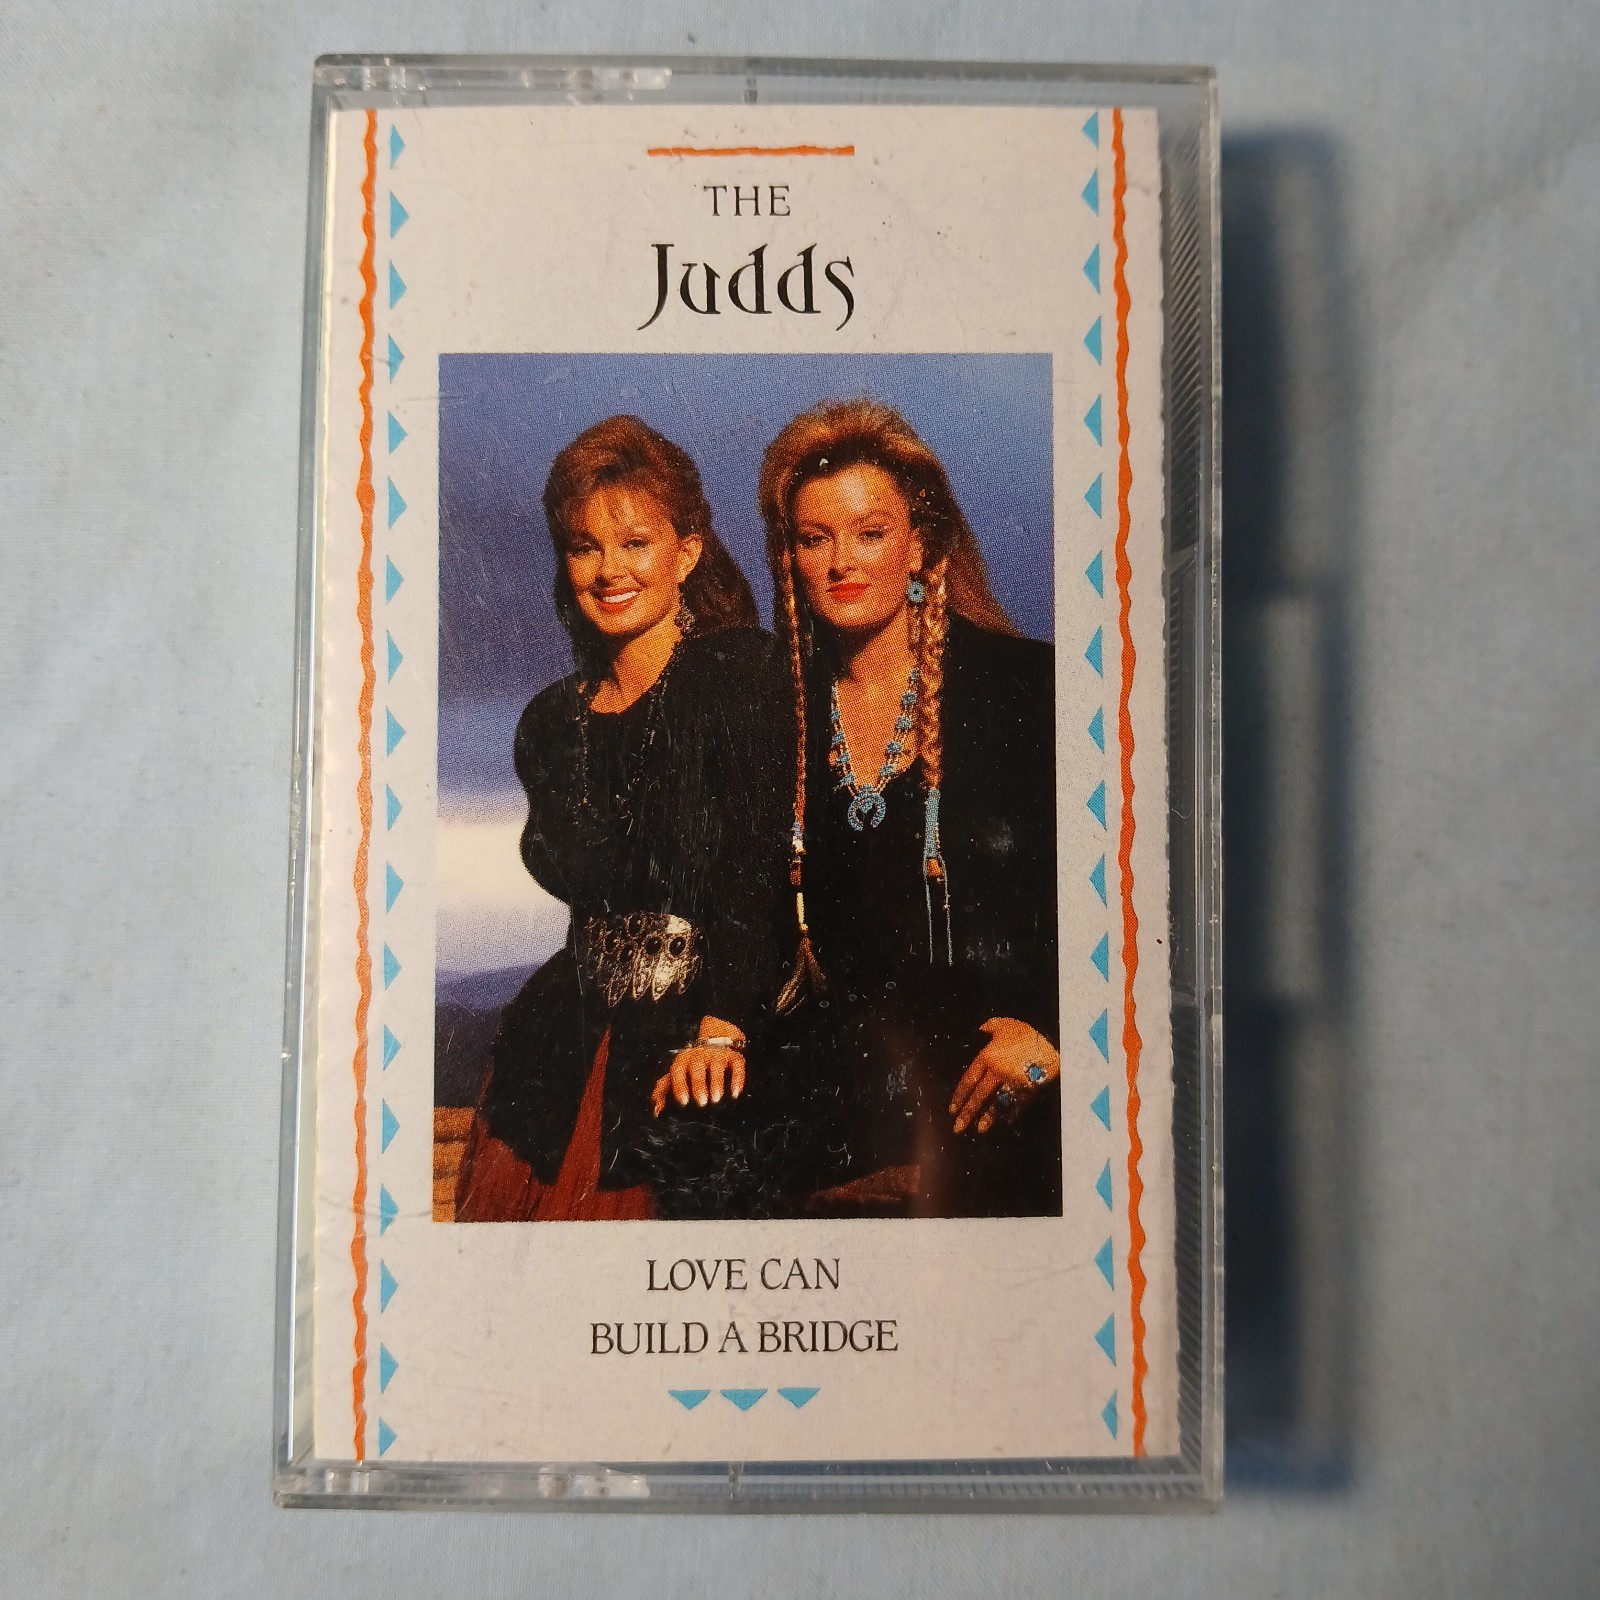 THE
Judds
LOVE CAN
BUILD A BRIDGE